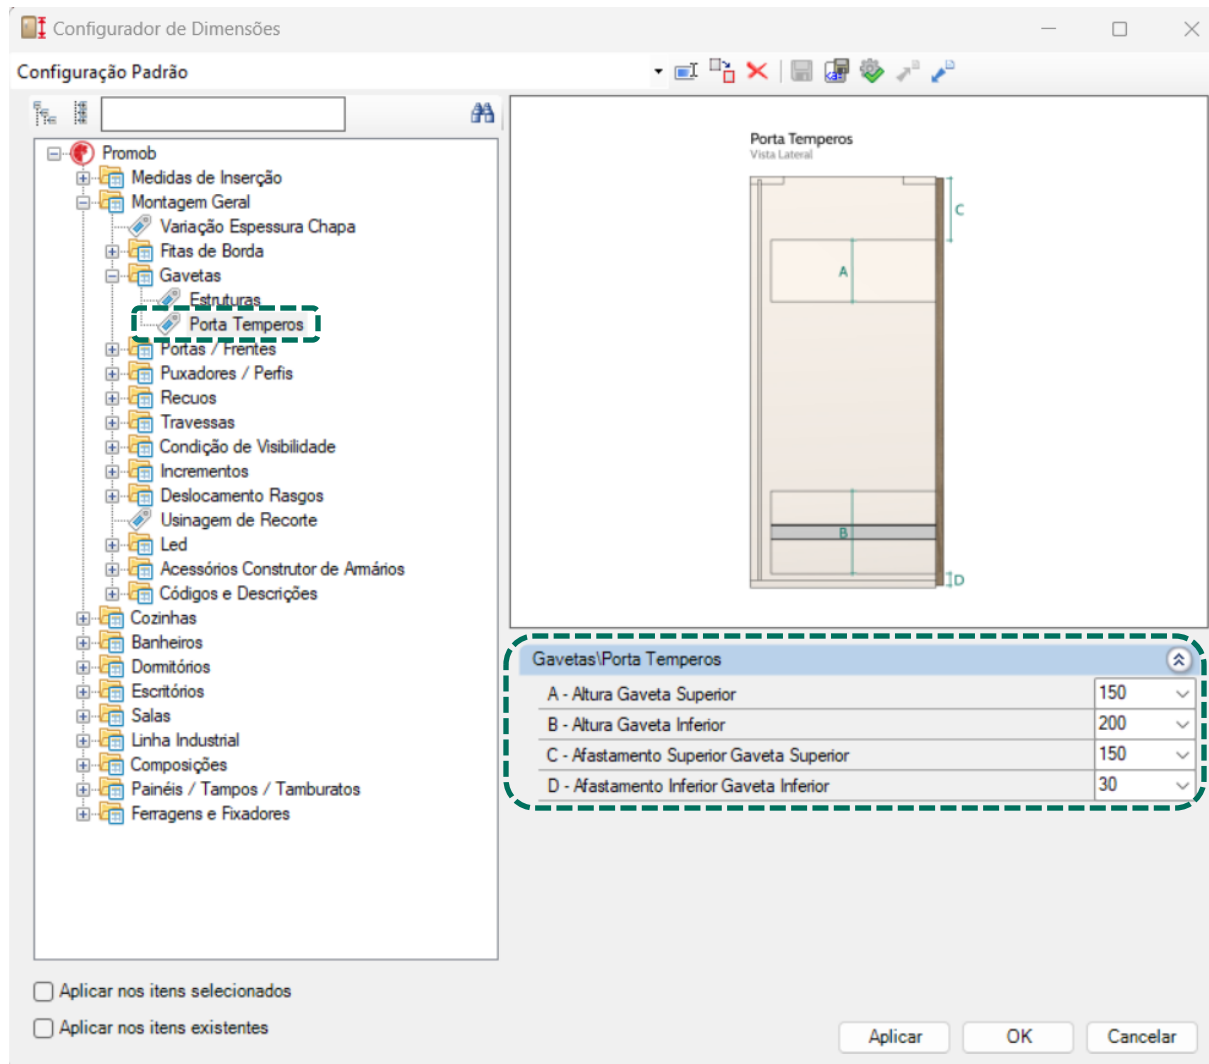 Configurador de Dimensões
Configuração Padrão
Promob
Medidas de Inserção
Montagem Geral
Variação Espessura Chapa
Fitas de Borda
Gavetas
Estruturas
Porta Temperos
Portas / Frentes
Puxadores / Perfis
Recuos
Travessas
Condição de Visibilidade
Incrementos
Deslocamento Rasgos
Usinagem de Recorte
Led
Acessórios Construtor de Armários
Códigos e Descrições
Cozinhas
Banheiros
Dormitórios
Escritórios
Salas
Linha Industrial
Composições
Painéis / Tampos / Tamburatos
Ferragens e Fixadores
Porta Temperos
Vista Lateral
C
A
B
D
Gavetas\Porta Temperos
A - Altura Gaveta Superior 150
B - Altura Gaveta Inferior 200
C - Afastamento Superior Gaveta Superior 150
D - Afastamento Inferior Gaveta Inferior 30
Aplicar nos itens selecionados
Aplicar nos itens existentes
Aplicar OK Cancelar